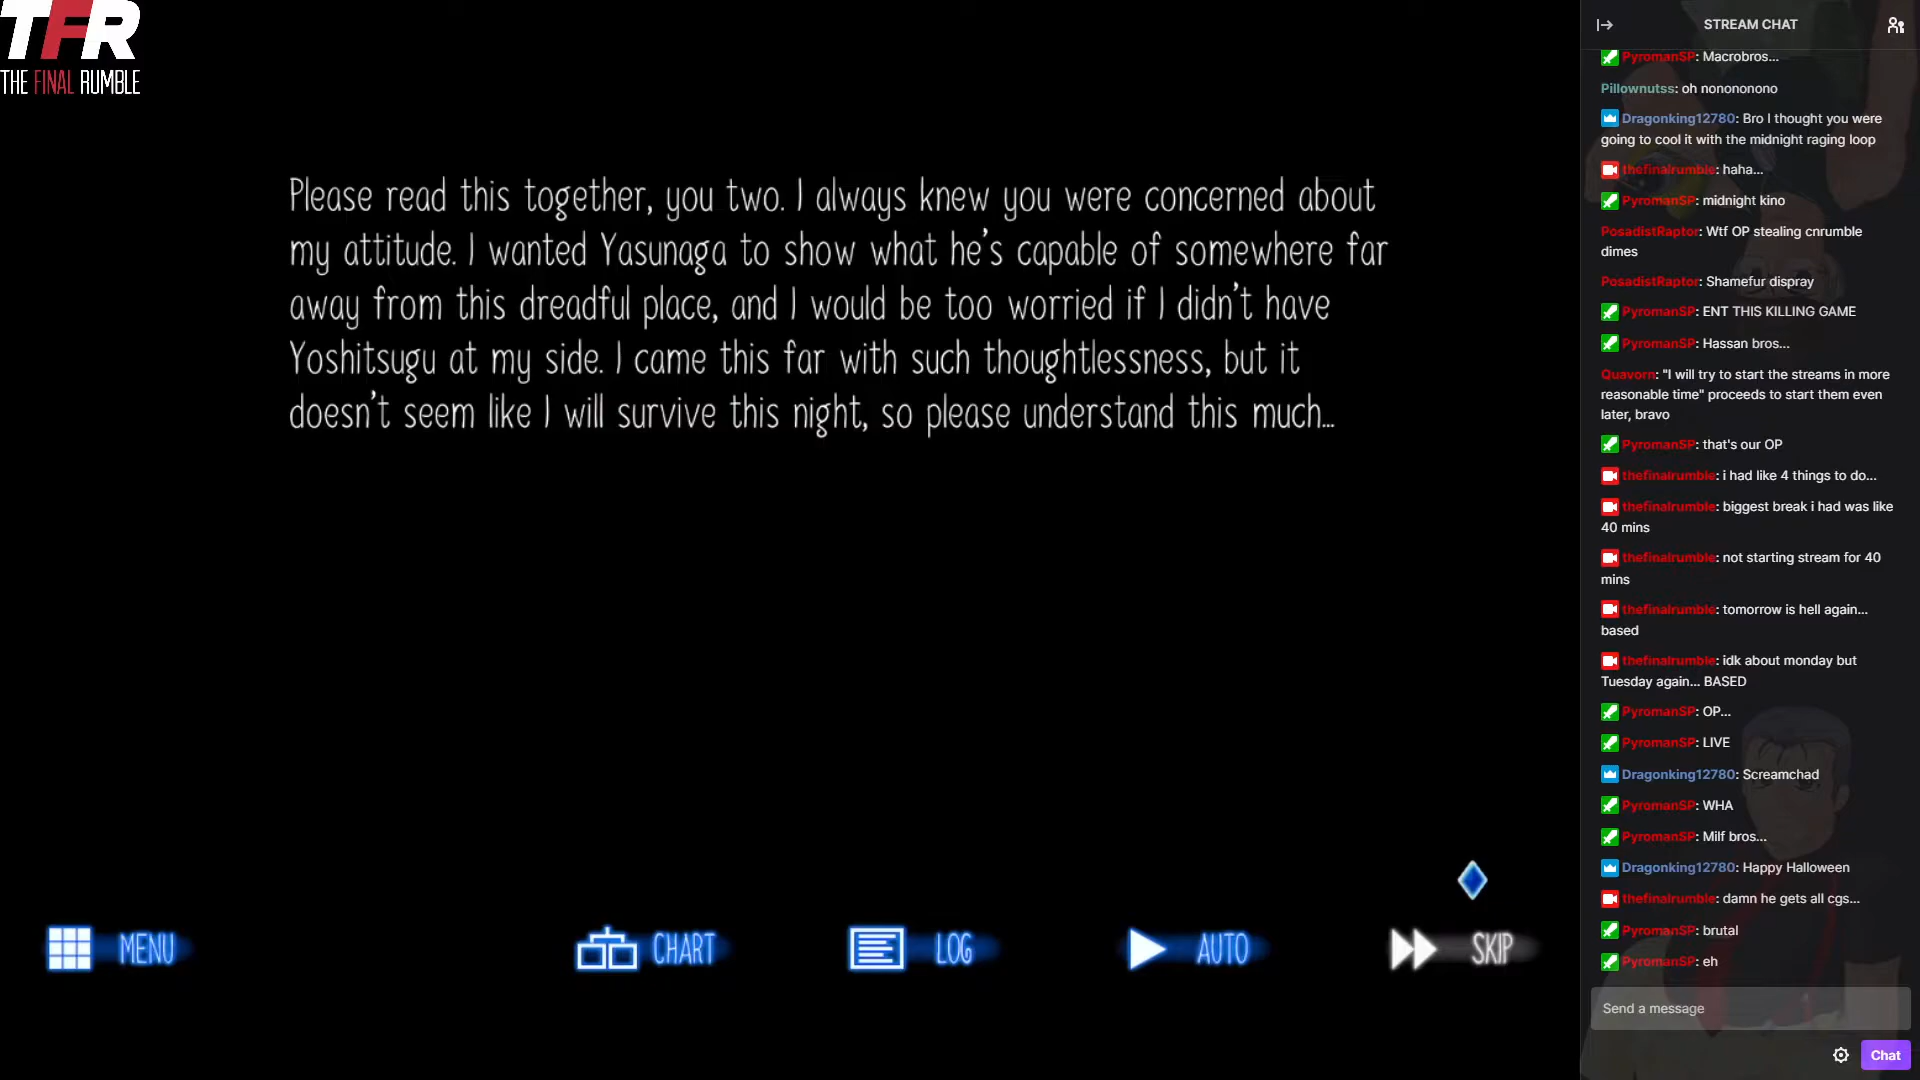 TFR
THE FINAL RUMBLE
Please read this together, you two. I always knew you were concerned about
my attitude. I wanted Yasunaga to show what he's capable of somewhere far
away from this dreadful place, and I would be too worried if I didn't have
Yoshitsugu at my side. I came this far with such thoughtlessness, but it
doesn't seem like I will survive this night, so please understand this much...
MENU
CHART
LOG
AUTO
SKIP
STREAM CHAT
PyromanSP: Macrobros...
Pillownutss: oh nonononono
Dragonking12780: Bro I thought you were
going to cool it with the midnight raging loop
thefinalrumble: haha...
PyromanSP: midnight kino
PosadistRaptor: Wtf OP stealing cnrumble
dimes
PosadistRaptor: Shamefur dispray
PyromanSP: ENT THIS KILLING GAME
PyromanSP: Hassan bros...
Quavorn: "I will try to start the streams in more
reasonable time" proceeds to start them even
later, bravo
PyromanSP: that's our OP
thefinalrumble: i had like 4 things to do...
thefinalrumble: biggest break i had was like
40 mins
thefinalrumble: not starting stream for 40
mins
thefinalrumble: tomorrow is hell again...
based
thefinalrumble: idk about monday but
Tuesday again... BASED
PyromanSP: OP...
PyromanSP: LIVE
Dragonking12780: Screamchad
PyromanSP: WHA
PyromanSP: Milf bros...
Dragonking12780: Happy Halloween
thefinalrumble: damn he gets all cgs...
PyromanSP: brutal
PyromanSP: eh
Send a message
Chat